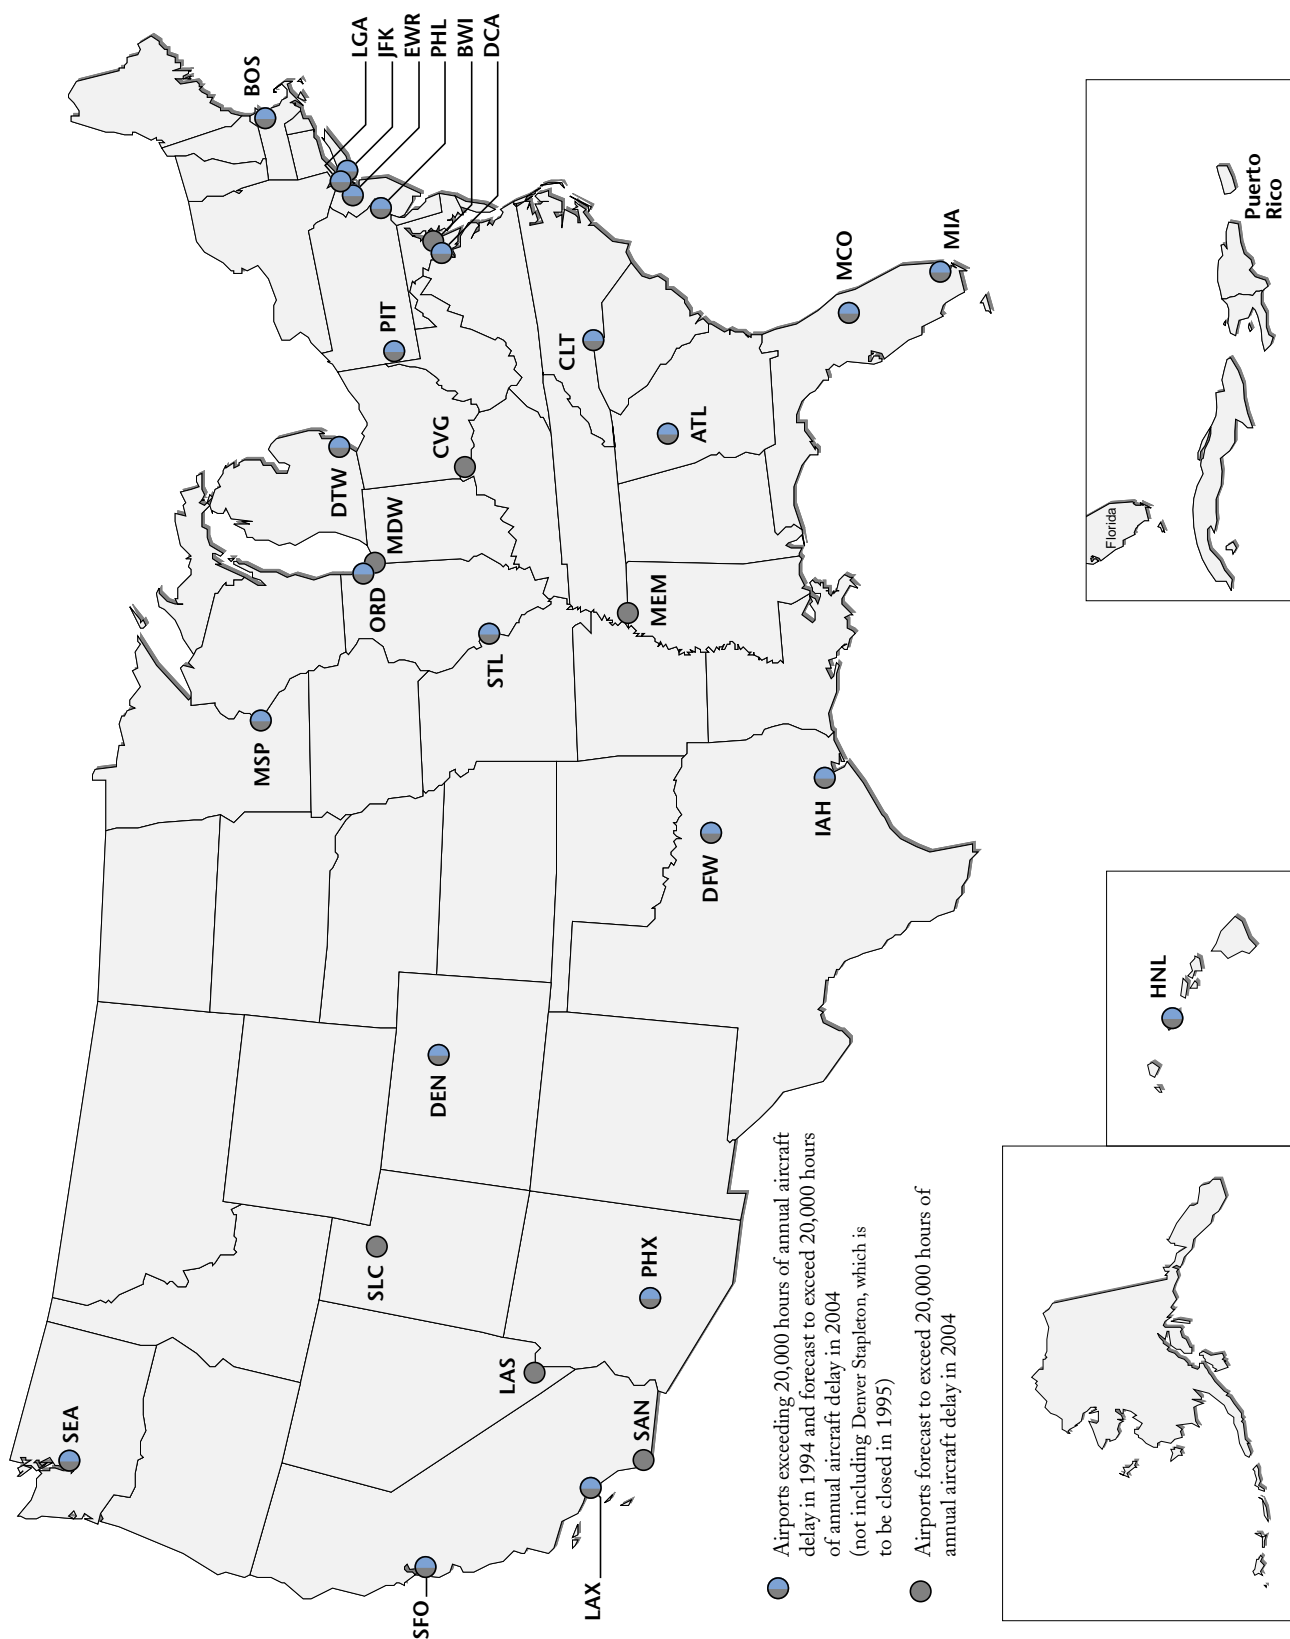 SEA
SFO
LAX
SAN
LAS
SLC
PHX
DEN
MSP
DFW
IAH
STL
ORD
MDW
MEM
DTW
CVG
ATL
PIT
CLT
MCO
MIA
BOS
LGA
JFK
EWR
PHL
BWI
DCA
HNL
Florida
Puerto
Rico
Airports exceeding 20,000 hours of annual aircraft
delay in 1994 and forecast to exceed 20,000 hours
of annual aircraft delay in 2004
(not including Denver Stapleton, which is
to be closed in 1995)
Airports forecast to exceed 20,000 hours of
annual aircraft delay in 2004